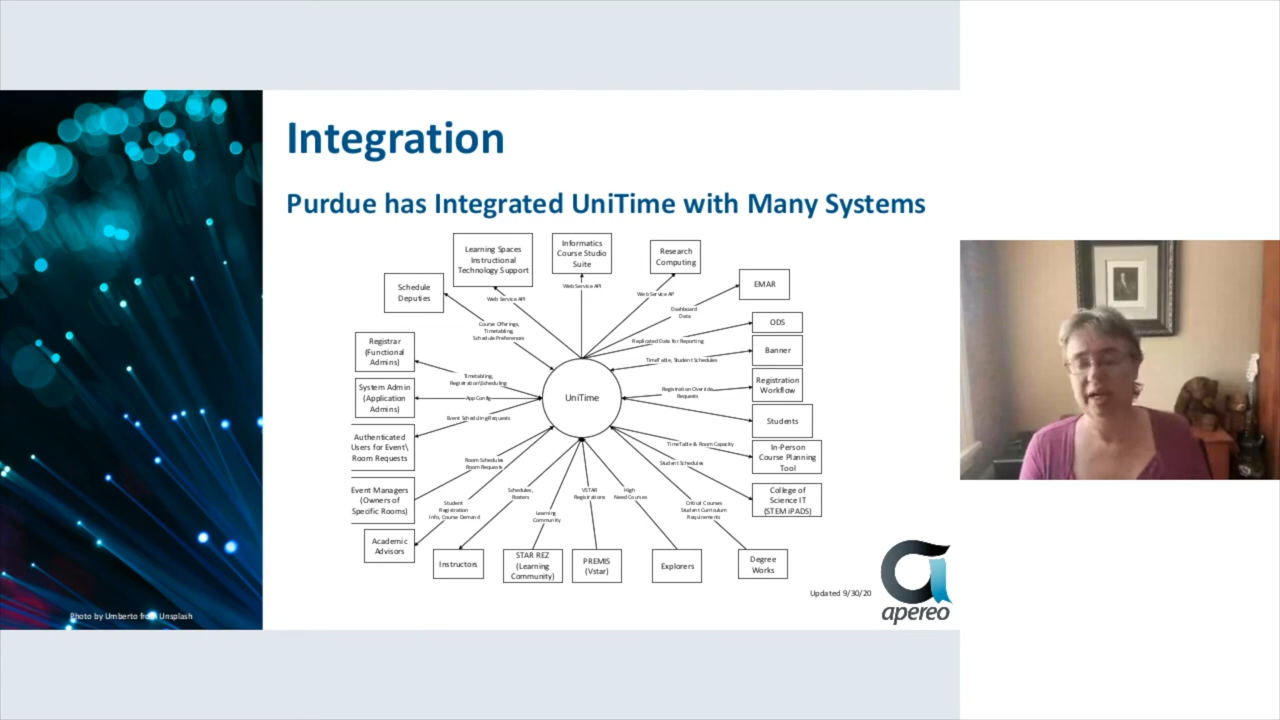 Integration
Purdue has Integrated UniTime with Many Systems
Learning Spaces
Instructional
Technology Support
Informatics
Course Studio
Suite
Research
Computing
Schedule
Deputies
EMAR
Web Service API
Web Service API
Web Service AP
Dashboard
Data
Course Offerings,
Timetabling,
Schedule Preferences
ODS
Replicated Data for Reporting
Registrar
(Functional
Admins)
Banner
TimeTable, Student Schedules
Timetabling,
Registration\Scheduling
Registration
Workflow
Registration Override
Requests
System Admin
(Application
Admins)
App Config
UniTime
Event Scheduling Requests
Students
Authenticated
Users for Event\
Room Requests
TimeTable & Room Capacity
In-Person
Course Planning
Tool
Room Schedules
Room Requests
Student Schedules
Event Managers
(Owners of
Specific Rooms)
College of
Science IT
(STEM iPADS)
Student
Registration
Info, Course Demand
Schedules,
Rosters
Learning
Community
VSTAR
Registrations
High
Need Courses
Critical Courses
Student Curriculum
Requirements
Academic
Advisors
Instructors
STAR REZ
(Learning
Community)
PREMIS
(Vstar)
Explorers
Degree
Works
Updated 9/30/20
apereo
Photo by Umberto from Unsplash